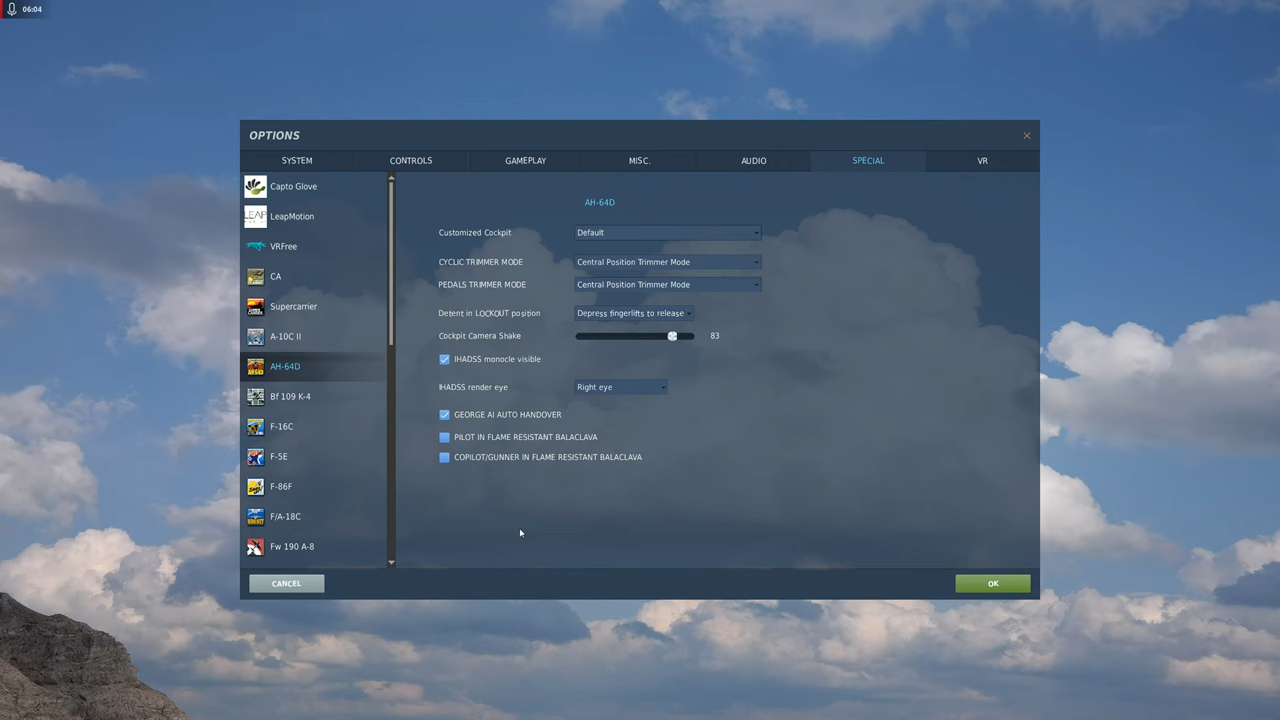 06:04
OPTIONS
SYSTEM CONTROLS GAMEPLAY MISC. AUDIO SPECIAL VR
Capto Glove
LEAP LeapMotion
VRFree
CA
Supercarrier
A-10C II
AH-64D
Bf 109 K-4
F-16C
F-5E
F-86F
F/A-18C
Fw 190 A-8
AH-64D
Customized Cockpit Default
CYCLIC TRIMMER MODE Central Position Trimmer Mode
PEDALS TRIMMER MODE Central Position Trimmer Mode
Detent in LOCKOUT position Depress fingerlifts to release
Cockpit Camera Shake 83
IHADSS monocle visible
IHADSS render eye Right eye
GEORGE AI AUTO HANDOVER
PILOT IN FLAME RESISTANT BALACLAVA
COPILOT/GUNNER IN FLAME RESISTANT BALACLAVA
CANCEL OK